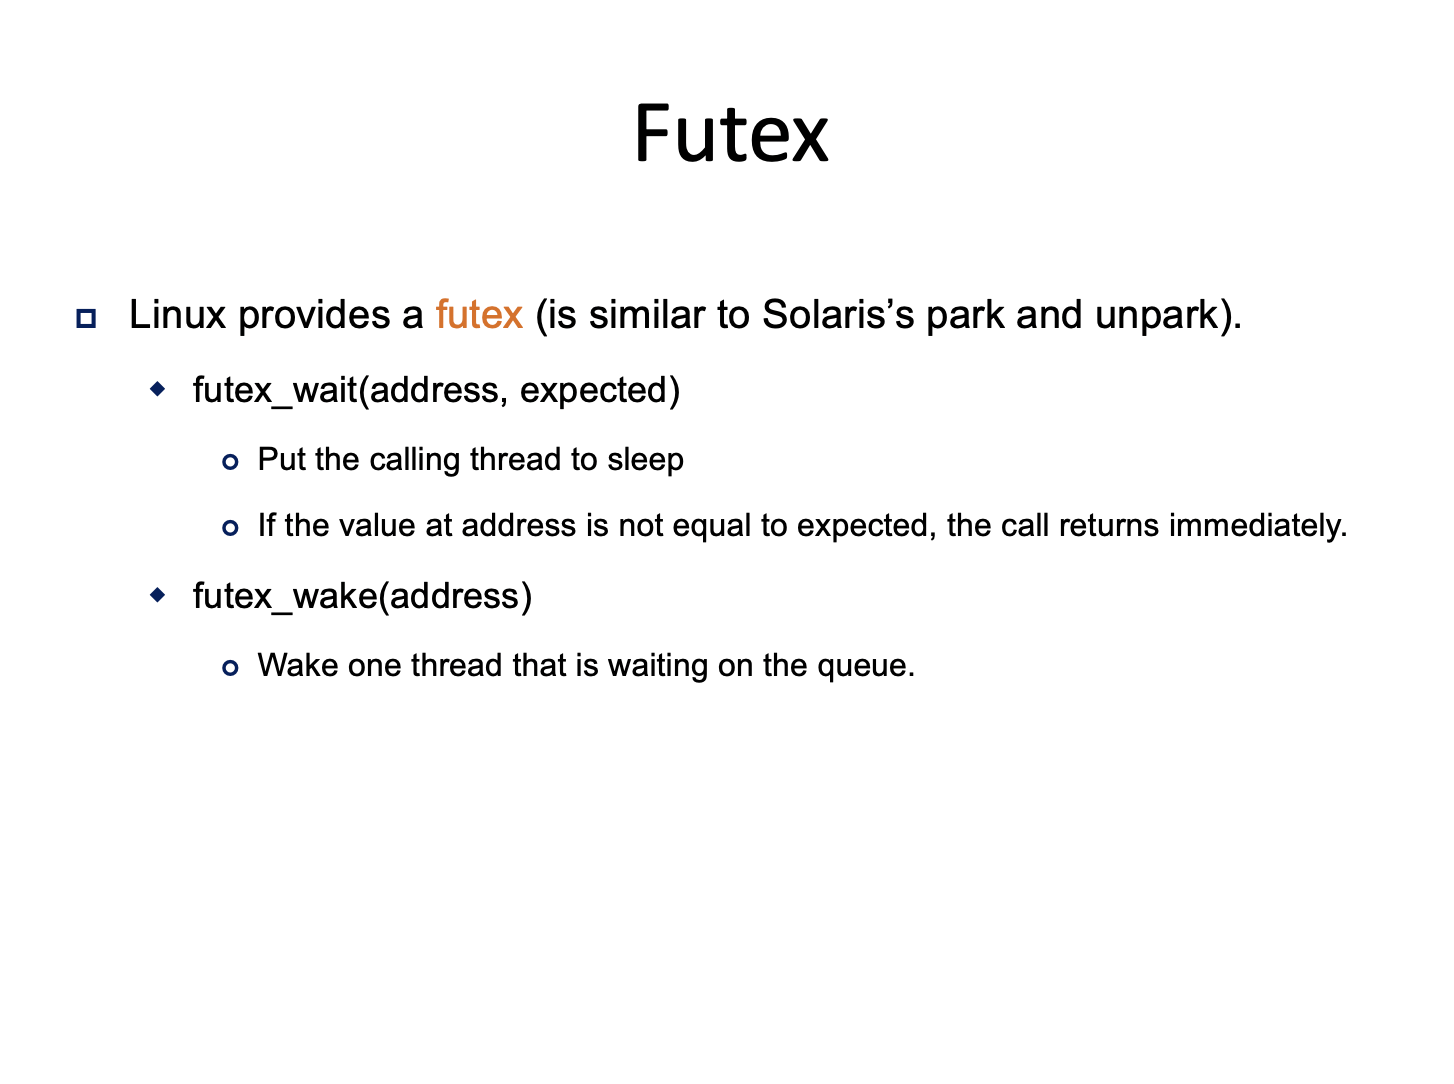 Futex
Linux provides a futex (is similar to Solaris’s park and unpark).
futex_wait(address, expected)
Put the calling thread to sleep
If the value at address is not equal to expected, the call returns immediately.
futex_wake(address)
Wake one thread that is waiting on the queue.